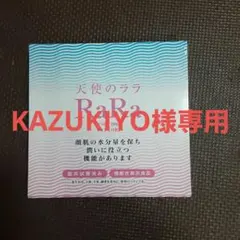 天使のララ
RaRa
KAZUKIYO様専用
顔肌の水分量を保ち
潤いに役立つ
機能があります
機能性表示食品